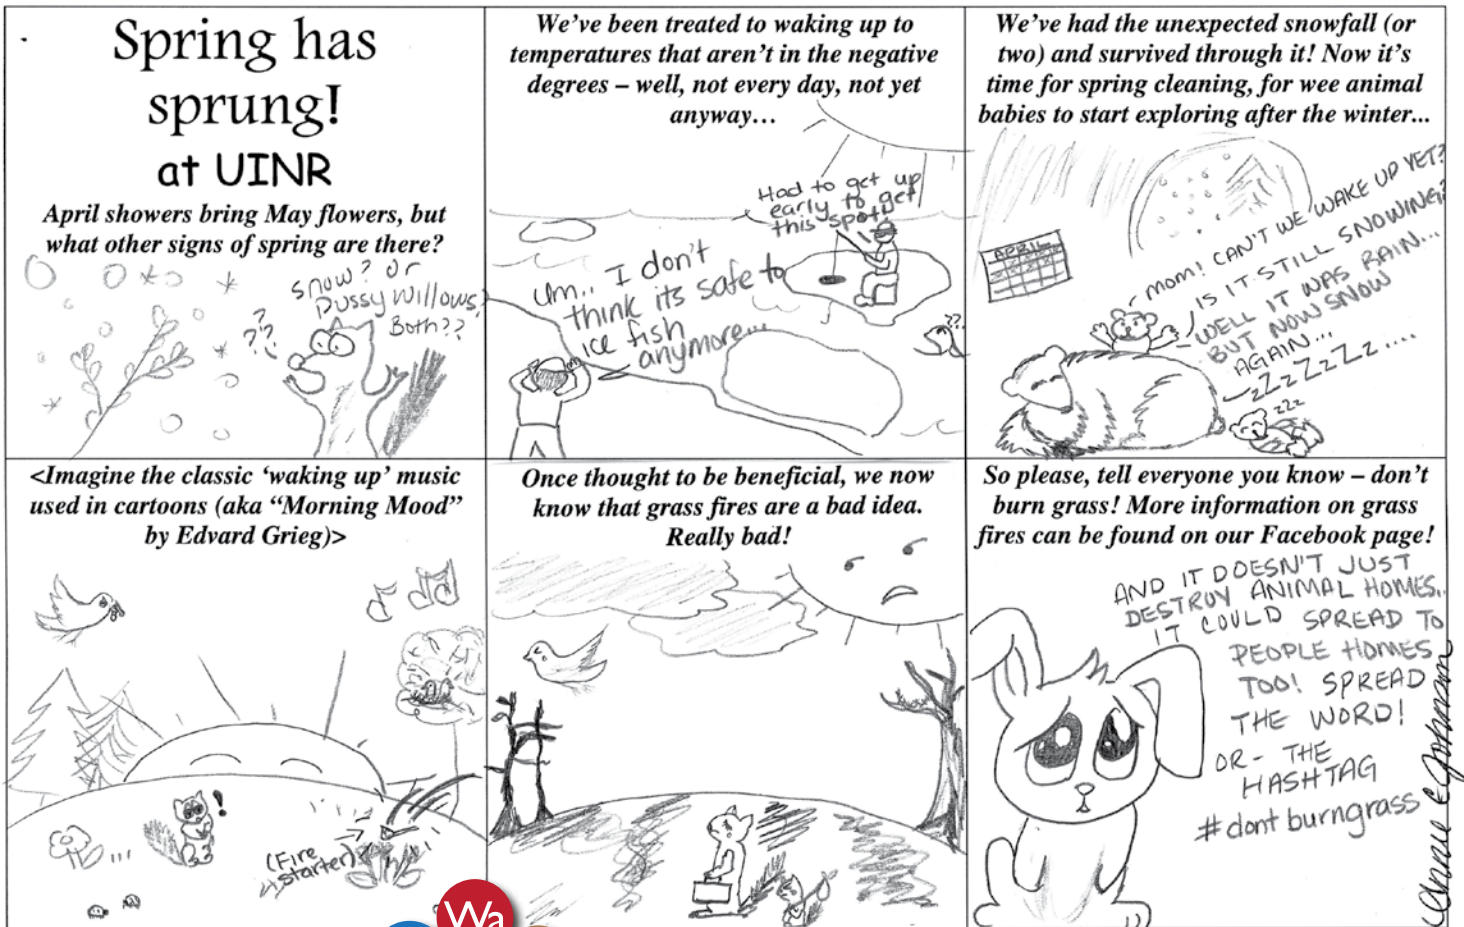 Spring has
sprung!
at UINR
April showers bring May flowers, but
what other signs of spring are there?
snow? or
Pussy Willows?
Both??
??
?
??
We've been treated to waking up to
temperatures that aren't in the negative
degrees – well, not every day, not yet
anyway…
Had to get up
early to get
this spot!
Um.. I don't
think its safe to
ice fish
anymore...
??
We've had the unexpected snowfall (or
two) and survived through it! Now it's
time for spring cleaning, for wee animal
babies to start exploring after the winter...
APRIL
MOM! CAN'T WE WAKE UP YET?
IS IT STILL SNOWING?
WELL IT WAS RAIN...
BUT NOW SNOW
AGAIN...
ZZZZZZ....
zzz
<Imagine the classic 'waking up' music
used in cartoons (aka "Morning Mood"
by Edvard Grieg)>
!
(Fire
starter)
Once thought to be beneficial, we now
know that grass fires are a bad idea.
Really bad!
So please, tell everyone you know – don't
burn grass! More information on grass
fires can be found on our Facebook page!
AND IT DOESN'T JUST
DESTROY ANIMAL HOMES..
IT COULD SPREAD TO
PEOPLE HOMES
TOO! SPREAD
THE WORD!
OR - THE
HASHTAG
#dontburngrass
Annie E Johnson
Wa